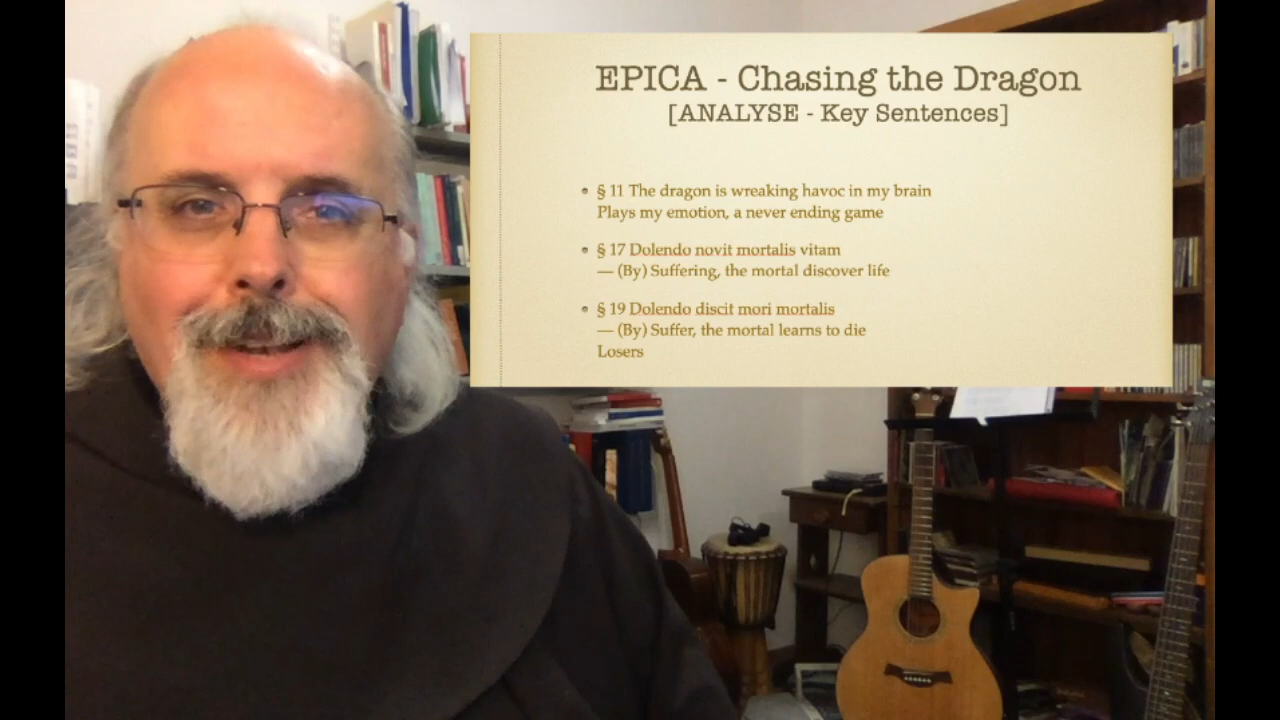 EPICA - Chasing the Dragon
[ANALYSE - Key Sentences]
• § 11 The dragon is wreaking havoc in my brain
Plays my emotion, a never ending game
• § 17 Dolendo novit mortalis vitam
— (By) Suffering, the mortal discover life
• § 19 Dolendo discit mori mortalis
— (By) Suffer, the mortal learns to die
Losers